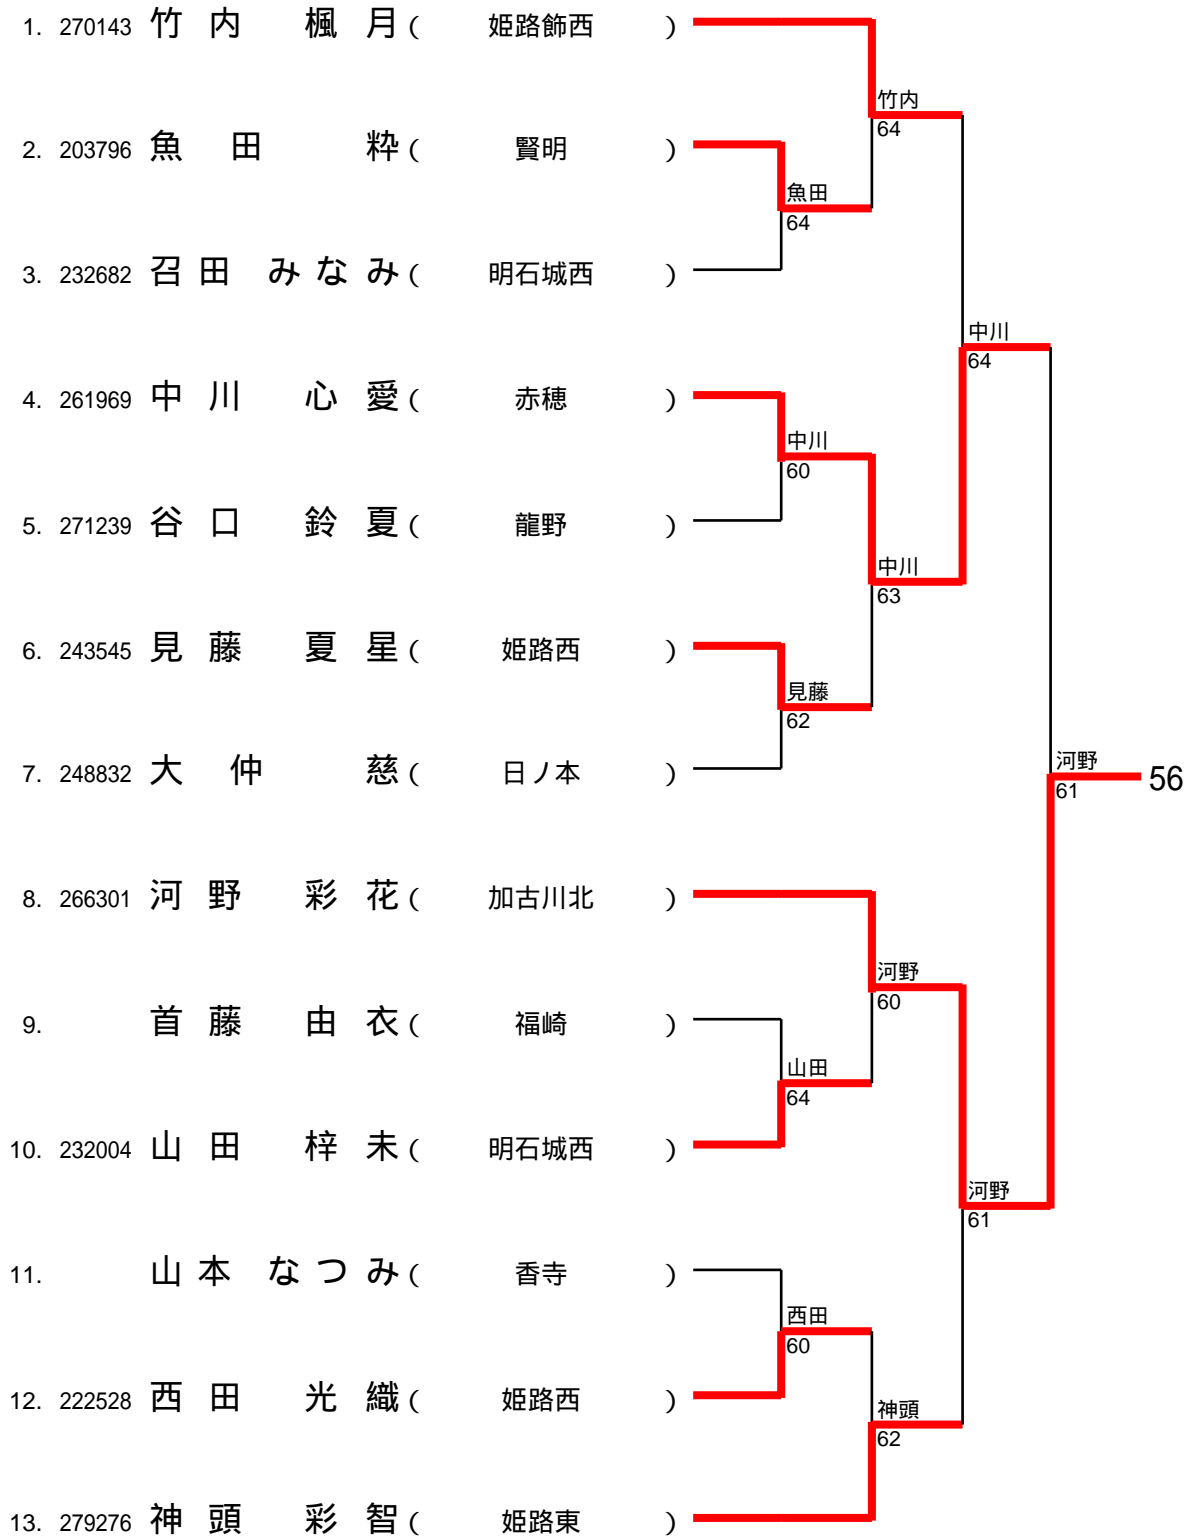 1. 270143 竹内 楓月 ( 姫路飾西 )
竹内
64
2. 203796 魚田 粋 ( 賢明 )
魚田
64
3. 232682 召田 みなみ ( 明石城西 )
中川
64
4. 261969 中川 心愛 ( 赤穂 )
中川
60
5. 271239 谷口 鈴夏 ( 龍野 )
中川
63
6. 243545 見藤 夏星 ( 姫路西 )
見藤
62
7. 248832 大仲 慈 ( 日ノ本 )
河野
61
56
8. 266301 河野 彩花 ( 加古川北 )
河野
60
9. 首藤 由衣 ( 福崎 )
山田
64
10. 232004 山田 梓未 ( 明石城西 )
河野
61
11. 山本 なつみ ( 香寺 )
西田
60
12. 222528 西田 光織 ( 姫路西 )
神頭
62
13. 279276 神頭 彩智 ( 姫路東 )